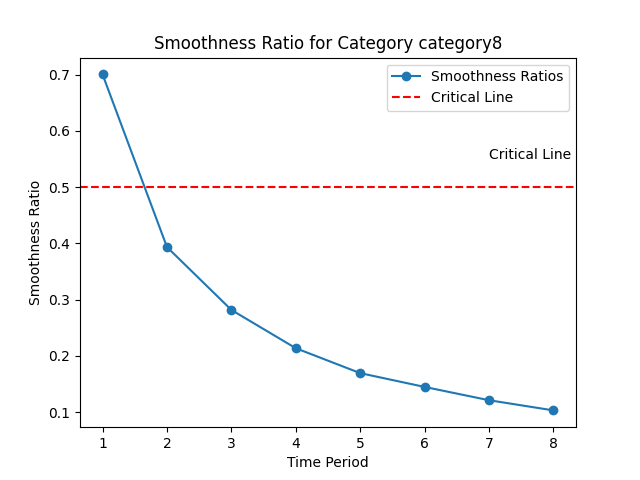 Smoothness Ratio for Category category8
Smoothness Ratios
Critical Line
Critical Line
Smoothness Ratio
0.7
0.6
0.5
0.4
0.3
0.2
0.1
1 2 3 4 5 6 7 8
Time Period